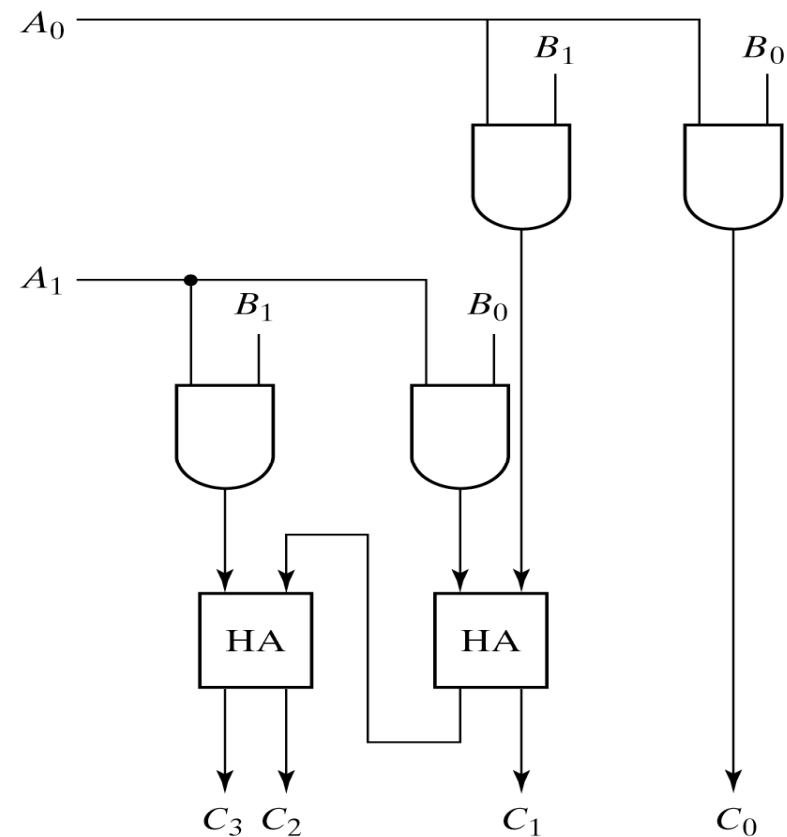 A₀
B₁ B₀
A₁
B₁ B₀
HA HA
C₃ C₂ C₁ C₀